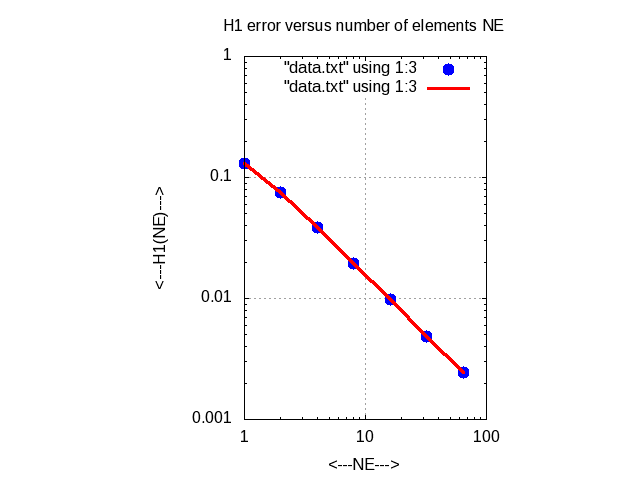 H1 error versus number of elements NE
1
"data.txt" using 1:3
"data.txt" using 1:3
0.1
<---H1(NE)--->
0.01
0.001
1 10 100
<---NE--->